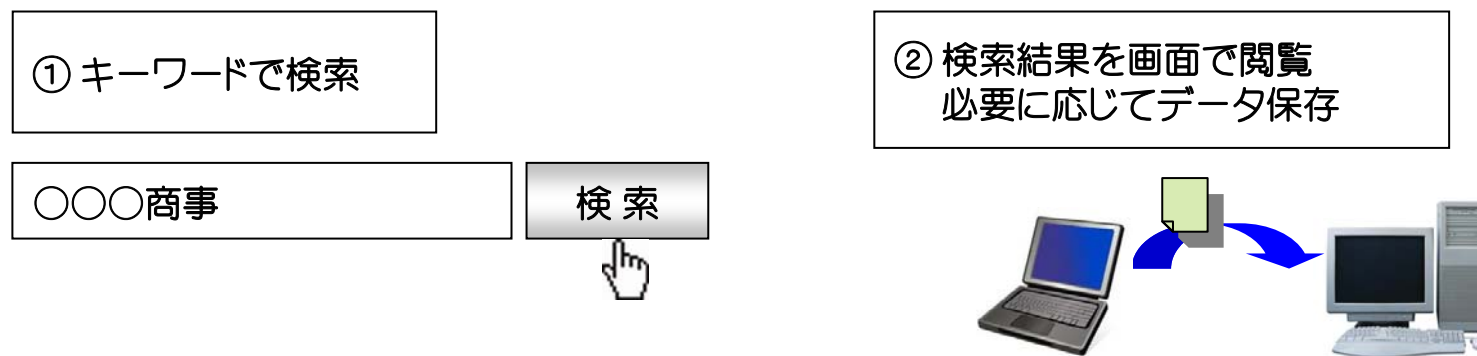 ① キーワードで検索
○○○商事
検 索
② 検索結果を画面で閲覧
必要に応じてデータ保存